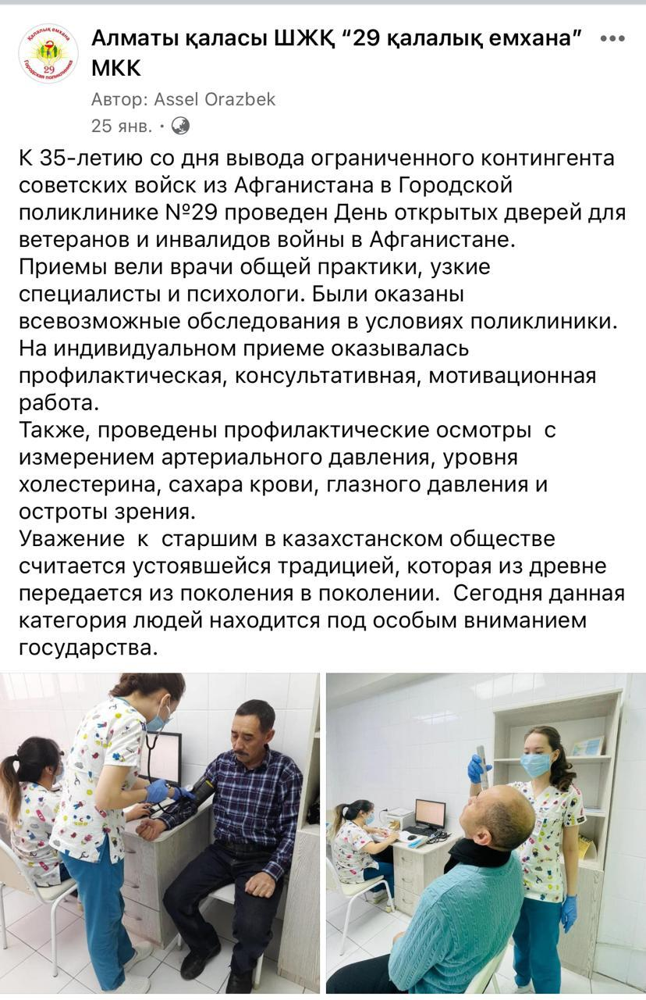 Қалалық емхана
29
Городская поликлиника
Алматы қаласы ШЖҚ “29 қалалық емхана”
МКК
Автор: Assel Orazbek
25 янв.
К 35-летию со дня вывода ограниченного контингента
советских войск из Афганистана в Городской
поликлинике №29 проведен День открытых дверей для
ветеранов и инвалидов войны в Афганистане.
Приемы вели врачи общей практики, узкие
специалисты и психологи. Были оказаны
всевозможные обследования в условиях поликлиники.
На индивидуальном приеме оказывалась
профилактическая, консультативная, мотивационная
работа.
Также, проведены профилактические осмотры  с
измерением артериального давления, уровня
холестерина, сахара крови, глазного давления и
остроты зрения.
Уважение  к  старшим в казахстанском обществе
считается устоявшейся традицией, которая из древне
передается из поколения в поколении.  Сегодня данная
категория людей находится под особым вниманием
государства.